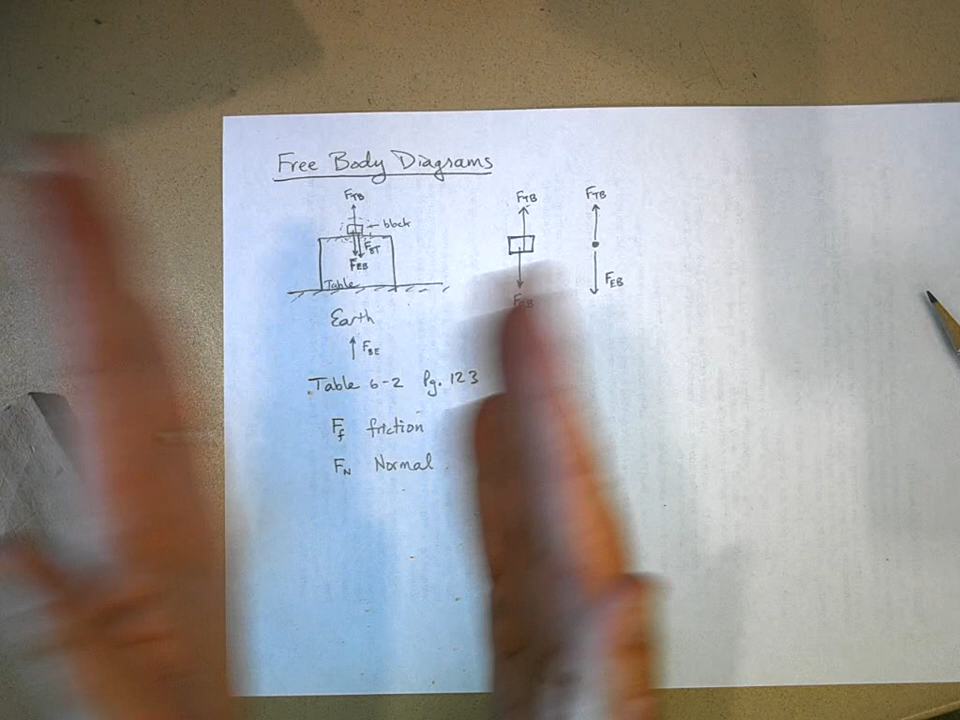 Free Body Diagrams
FTB
block
FBT
FEB
Table
Earth
FBE
FTB
FEB
FTB
FEB
Table 6-2 Pg. 123
Ff friction
FN Normal